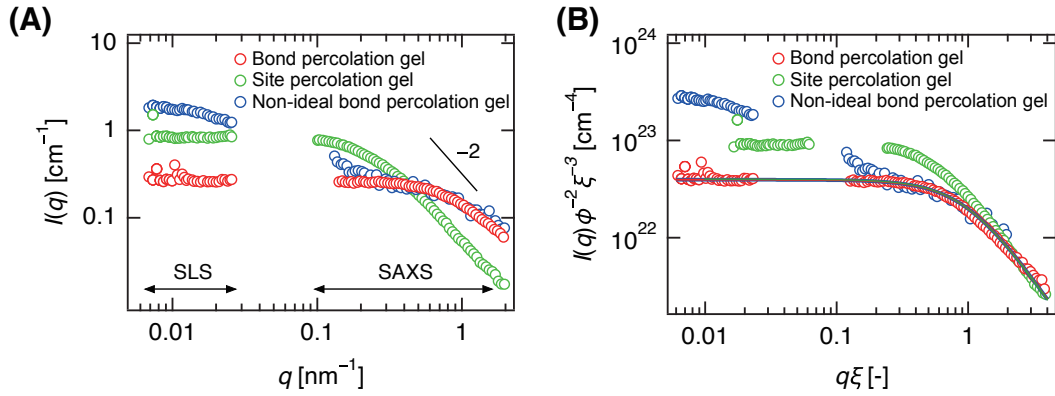 (A)
10
1
0.1
I(q) [cm⁻¹]
Bond percolation gel
Site percolation gel
Non-ideal bond percolation gel
−2
SLS
SAXS
0.01
0.1
1
q [nm⁻¹]
(B)
10²⁴
10²³
10²²
I(q) ϕ⁻² ξ⁻³ [cm⁻⁴]
Bond percolation gel
Site percolation gel
Non-ideal bond percolation gel
0.01
0.1
1
qξ [-]